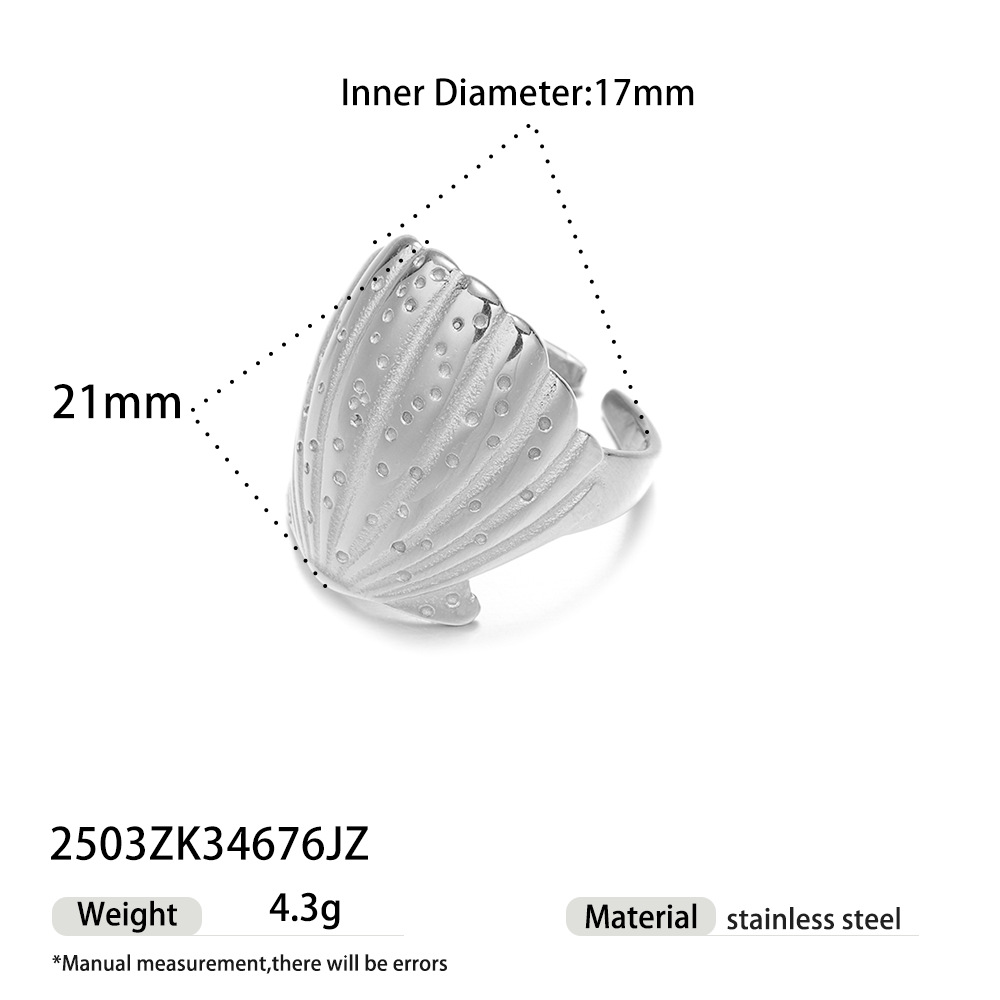 Inner Diameter:17mm
21mm
2503ZK34676JZ
Weight 4.3g
Material stainless steel
*Manual measurement,there will be errors